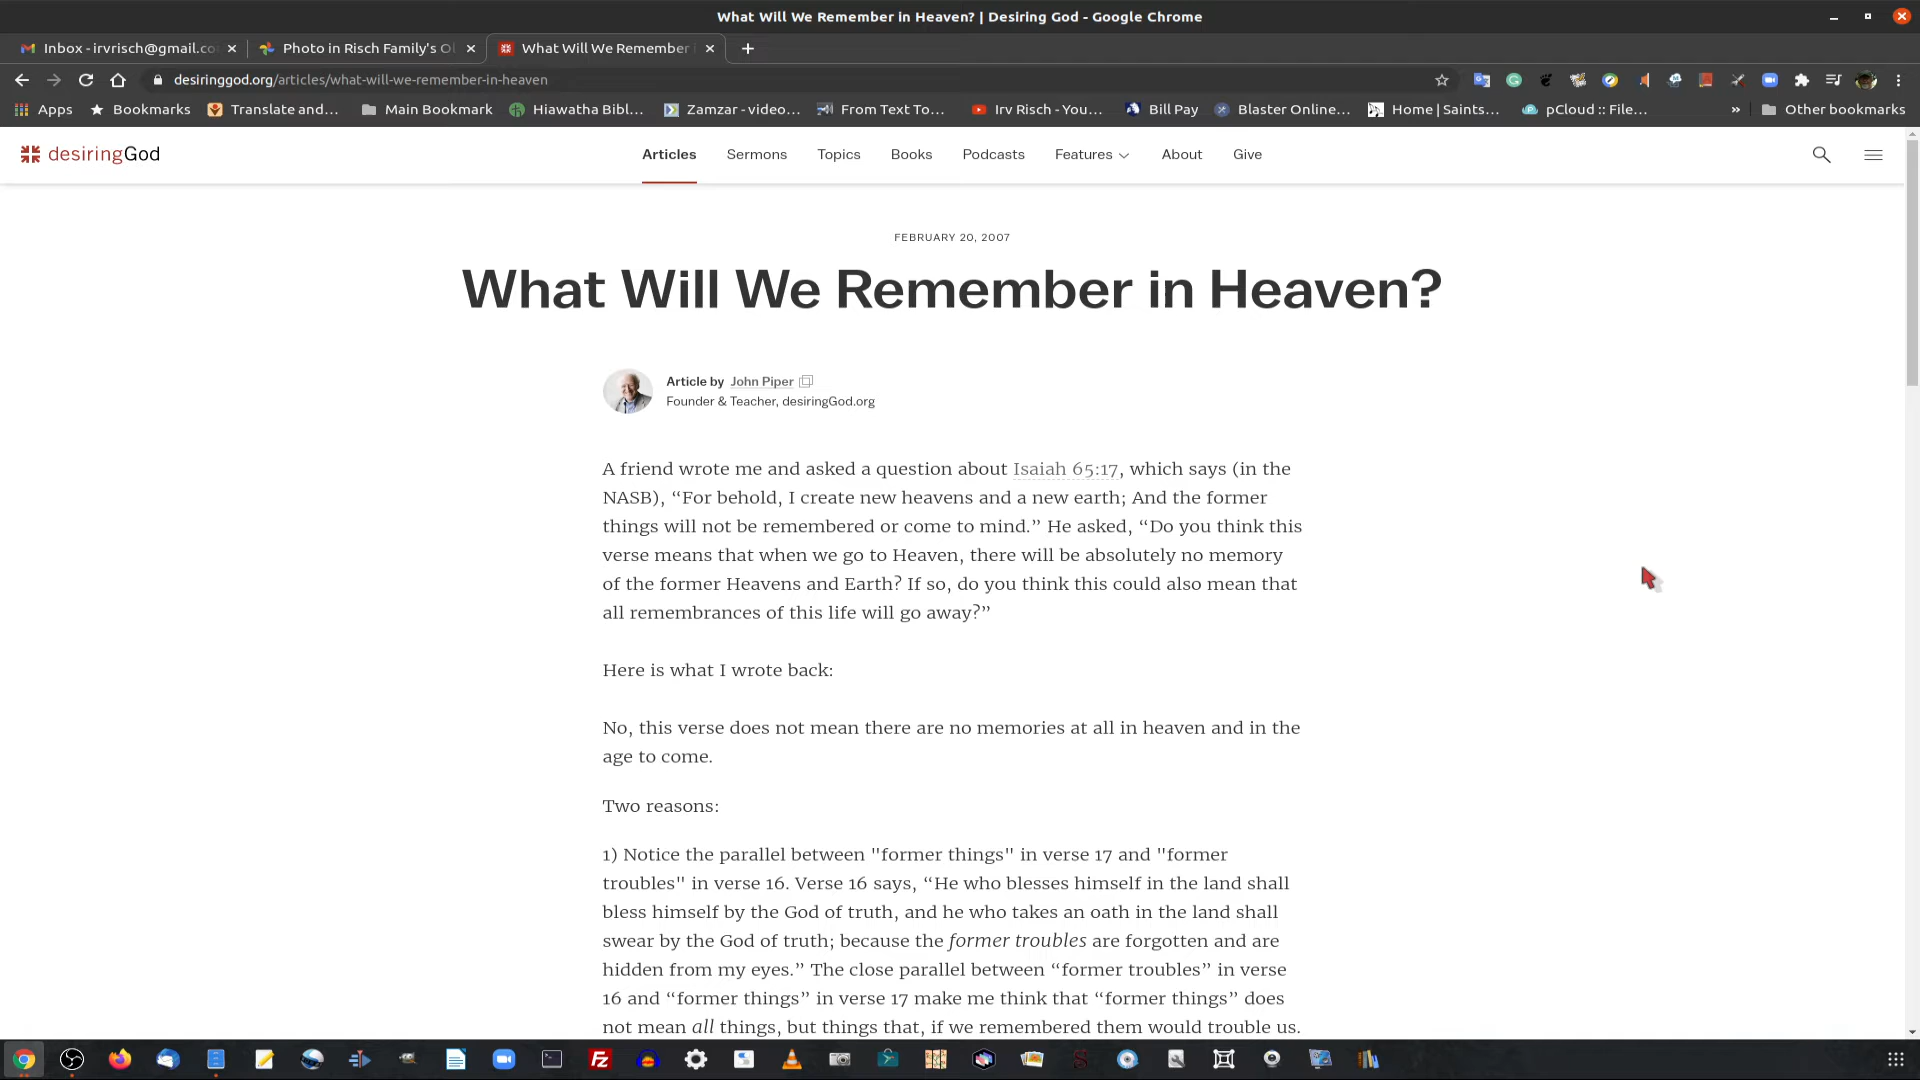 What Will We Remember in Heaven? | Desiring God - Google Chrome
Inbox - irvrisch@gmail.co
Photo in Risch Family's Ol
What Will We Remember
desiringgod.org/articles/what-will-we-remember-in-heaven
Apps Bookmarks Translate and... Main Bookmark Hiawatha Bibl... Zamzar - video... From Text To... Irv Risch - You... Bill Pay Blaster Online... Home | Saints... pCloud :: File... » Other bookmarks
desiringGod Articles Sermons Topics Books Podcasts Features About Give
FEBRUARY 20, 2007
What Will We Remember in Heaven?
Article by John Piper
Founder & Teacher, desiringGod.org
A friend wrote me and asked a question about Isaiah 65:17, which says (in the
NASB), “For behold, I create new heavens and a new earth; And the former
things will not be remembered or come to mind.” He asked, “Do you think this
verse means that when we go to Heaven, there will be absolutely no memory
of the former Heavens and Earth? If so, do you think this could also mean that
all remembrances of this life will go away?”
Here is what I wrote back:
No, this verse does not mean there are no memories at all in heaven and in the
age to come.
Two reasons:
1) Notice the parallel between "former things" in verse 17 and "former
troubles" in verse 16. Verse 16 says, “He who blesses himself in the land shall
bless himself by the God of truth, and he who takes an oath in the land shall
swear by the God of truth; because the former troubles are forgotten and are
hidden from my eyes.” The close parallel between “former troubles” in verse
16 and “former things” in verse 17 make me think that “former things” does
not mean all things, but things that, if we remembered them would trouble us.